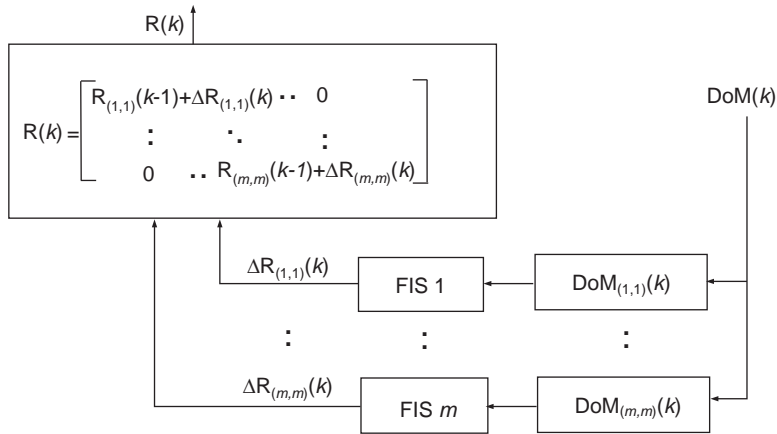 R(k)
R(k)=
R(1,1)(k-1)+ΔR(1,1)(k) ·· 0
⋮ ⋱ ⋮
0 ·· R(m,m)(k-1)+ΔR(m,m)(k)
DoM(k)
ΔR(1,1)(k)
FIS 1
DoM(1,1)(k)
⋮ ⋮ ⋮
ΔR(m,m)(k)
FIS m
DoM(m,m)(k)